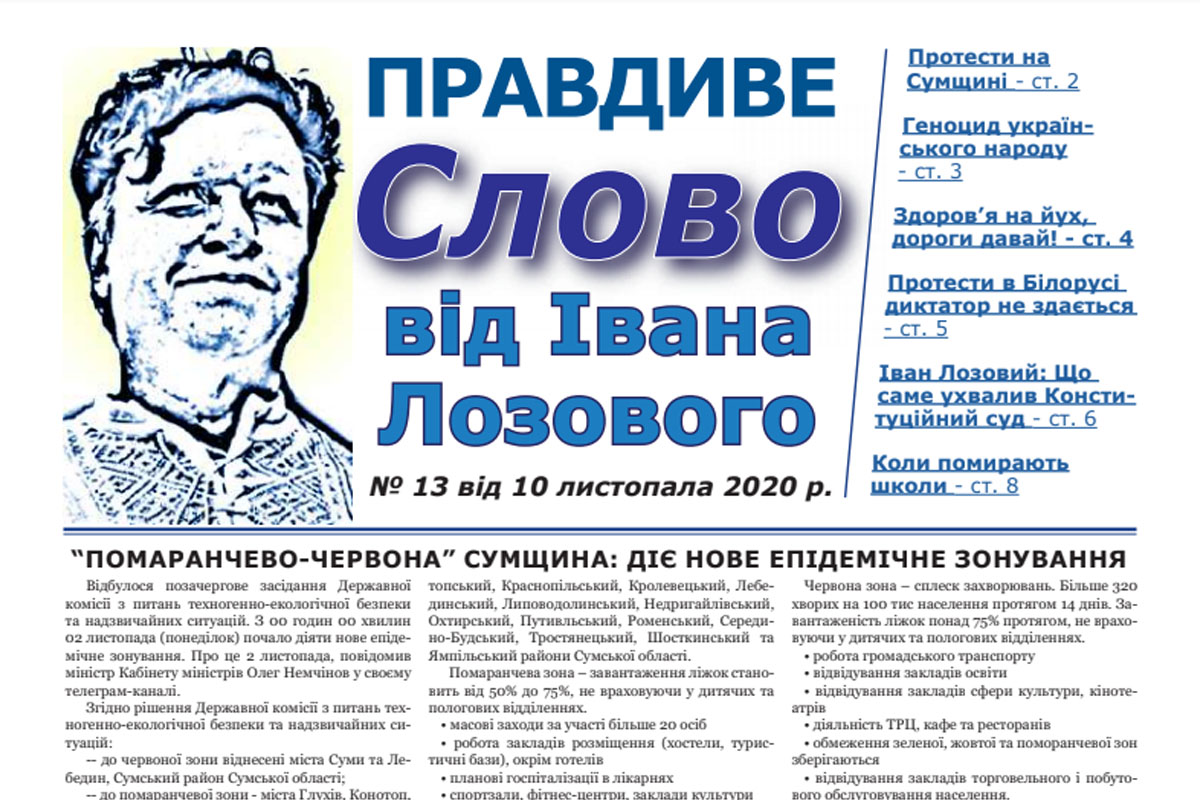 ПРАВДИВЕ
Слово
від Івана
Лозового
№ 13 від 10 листопала 2020 р.
Протести на
Сумщині - ст. 2
Геноцид україн-
ського народу
- ст. 3
Здоров’я на йух,
дороги давай! - ст. 4
Протести в Білорусі
диктатор не здається
- ст. 5
Іван Лозовий: Що
саме ухвалив Консти-
туційний суд - ст. 6
Коли помирають
школи - ст. 8
“ПОМАРАНЧЕВО-ЧЕРВОНА” СУМЩИНА: ДІЄ НОВЕ ЕПІДЕМІЧНЕ ЗОНУВАННЯ
Відбулося позачергове засідання Державної
комісії з питань техногенно-екологічної безпеки
та надзвичайних ситуацій. З 00 годин 00 хвилин
02 листопада (понеділок) почало діяти нове епіде-
мічне зонування. Про це 2 листопада, повідомив
міністр Кабінету міністрів Олег Немчінов у своєму
телеграм-каналі.
Згідно рішення Державної комісії з питань тех-
ногенно-екологічної безпеки та надзвичайних си-
туацій:
-- до червоної зони віднесені міста Суми та Ле-
бедин, Сумський район Сумської області;
-- до помаранчевої зони - міста Глухів, Конотоп,
топський, Краснопільський, Кролевецький, Лебе-
динський, Липоводолинський, Недригайлівський,
Охтирський, Путивльський, Роменський, Середи-
но-Будський, Тростянецький, Шосткинський та
Ямпільський райони Сумської області.
Помаранчева зона – завантаження ліжок стано-
вить від 50% до 75%, не враховуючи у дитячих та
пологових відділеннях.
• масові заходи за участі більше 20 осіб
• робота закладів розміщення (хостели, турис-
тичні бази), окрім готелів
• планові госпіталізації в лікарнях
• спортзали, фітнес-центри, заклади культури
Червона зона – сплеск захворювань. Більше 320
хворих на 100 тис населення протягом 14 днів. За-
вантаженість ліжок понад 75% протягом, не врахо-
вуючи у дитячих та пологових відділеннях.
• робота громадського транспорту
• відвідування закладів освіти
• відвідування закладів сфери культури, кіноте-
атрів
• діяльність ТРЦ, кафе та ресторанів
• обмеження зеленої, жовтої та поморанчевої зон
зберігаються
• відвідування закладів торговельного і побуто-
вого обслуговування населення.